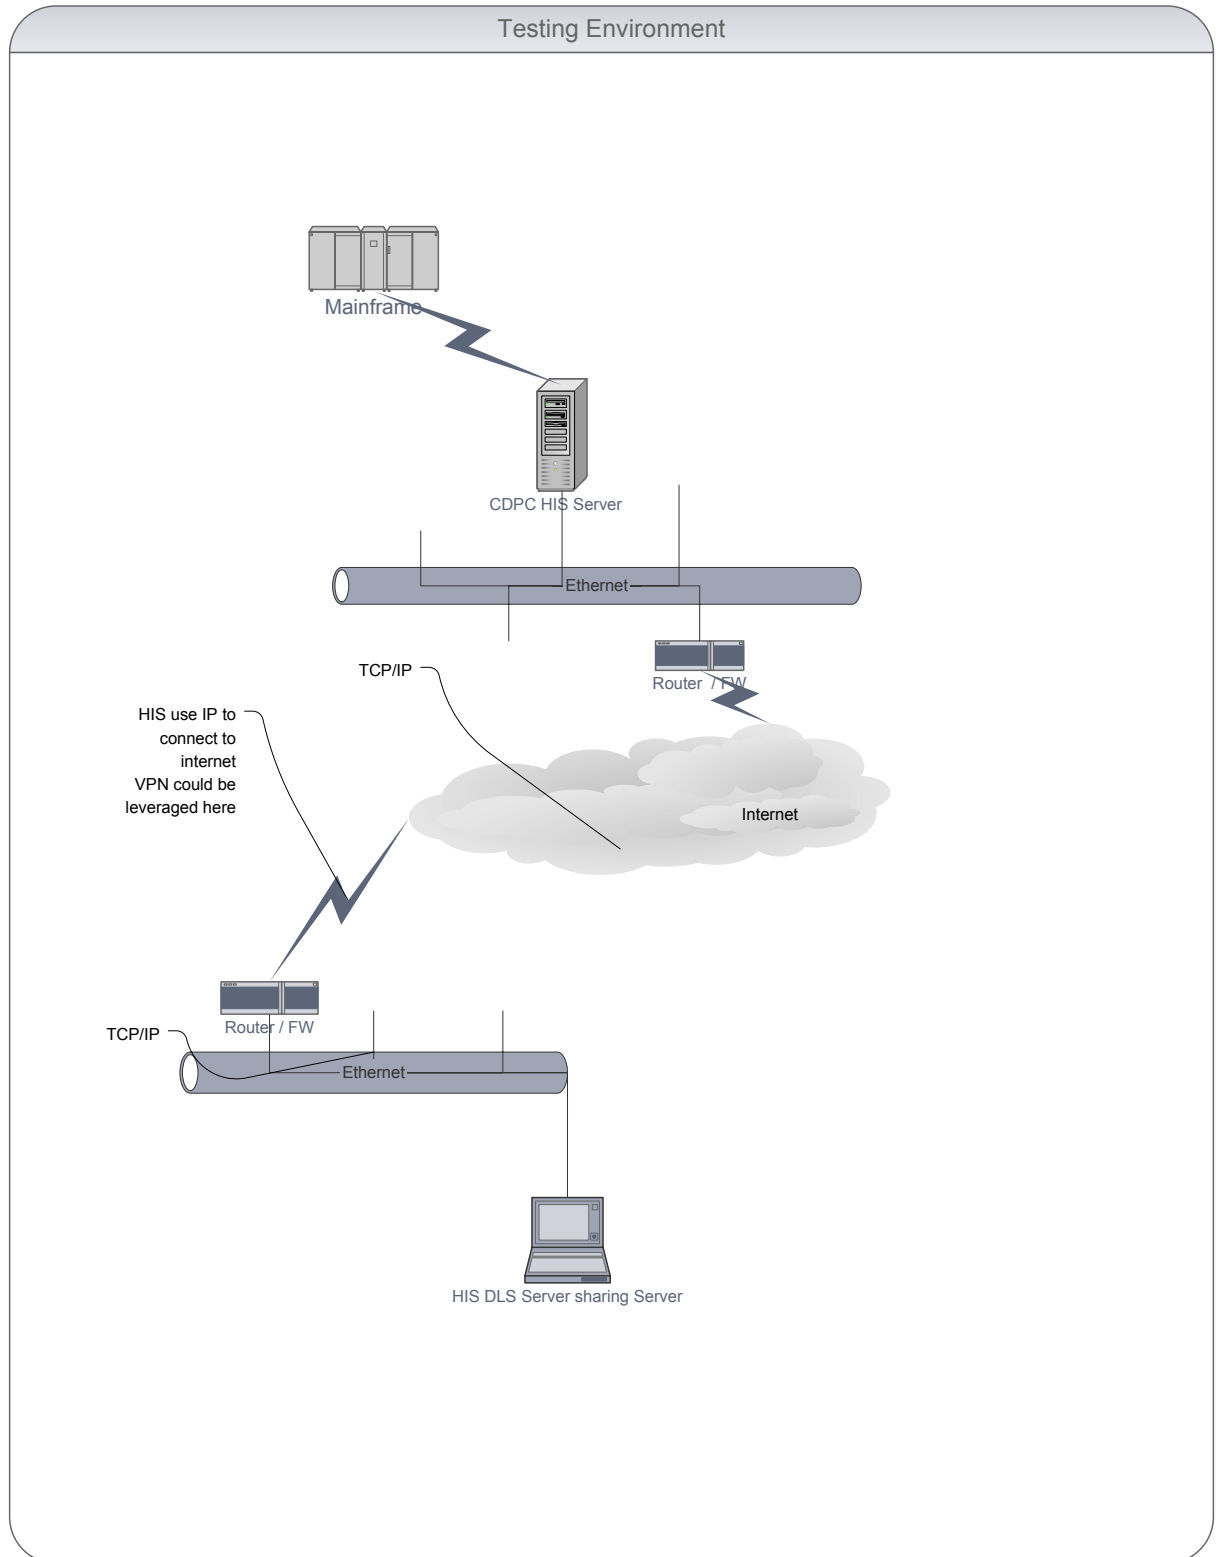 Testing Environment
Mainframe
CDPC HIS Server
Ethernet
TCP/IP
Router / FW
HIS use IP to
connect to
internet
VPN could be
leveraged here
Internet
Router / FW
TCP/IP
Ethernet
HIS DLS Server sharing Server